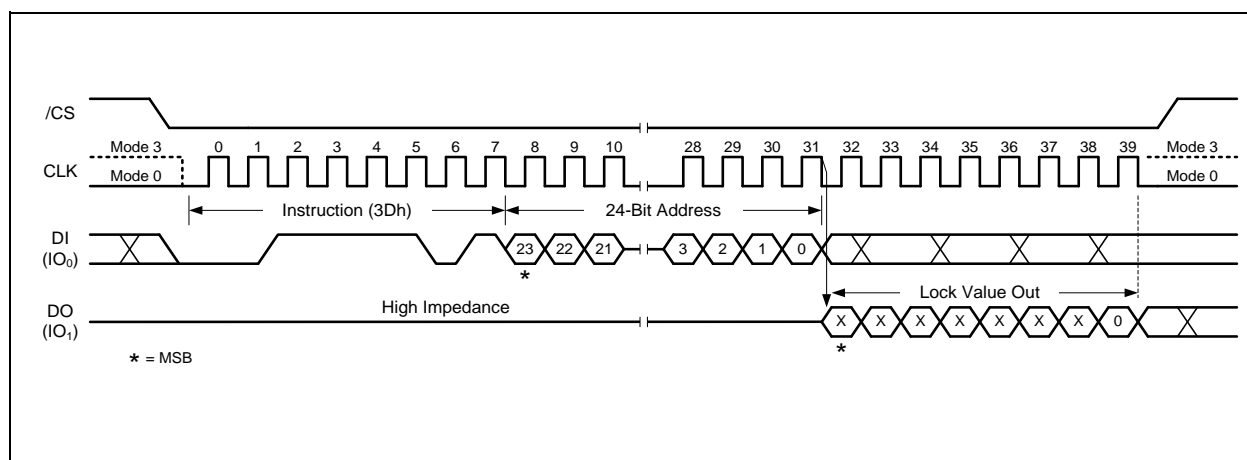 /CS
Mode 3 0 1 2 3 4 5 6 7 8 9 10 28 29 30 31 32 33 34 35 36 37 38 39 Mode 3
CLK
Mode 0 Mode 0
Instruction (3Dh) 24-Bit Address
DI
(IO₀)
23 22 21 3 2 1 0
*
Lock Value Out
High Impedance
DO
(IO₁)
X X X X X X X 0
*
* = MSB